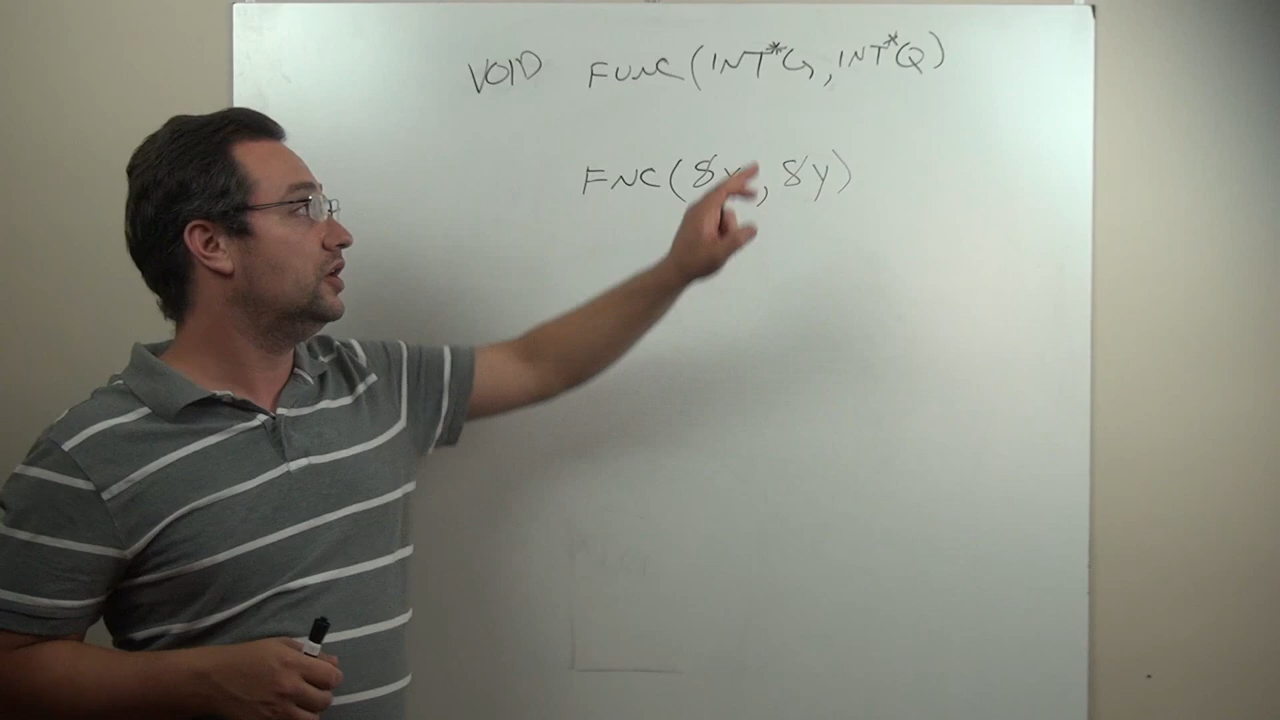 VOID FUNC(INT*G, INT*Q)
FNC(&x, &y)